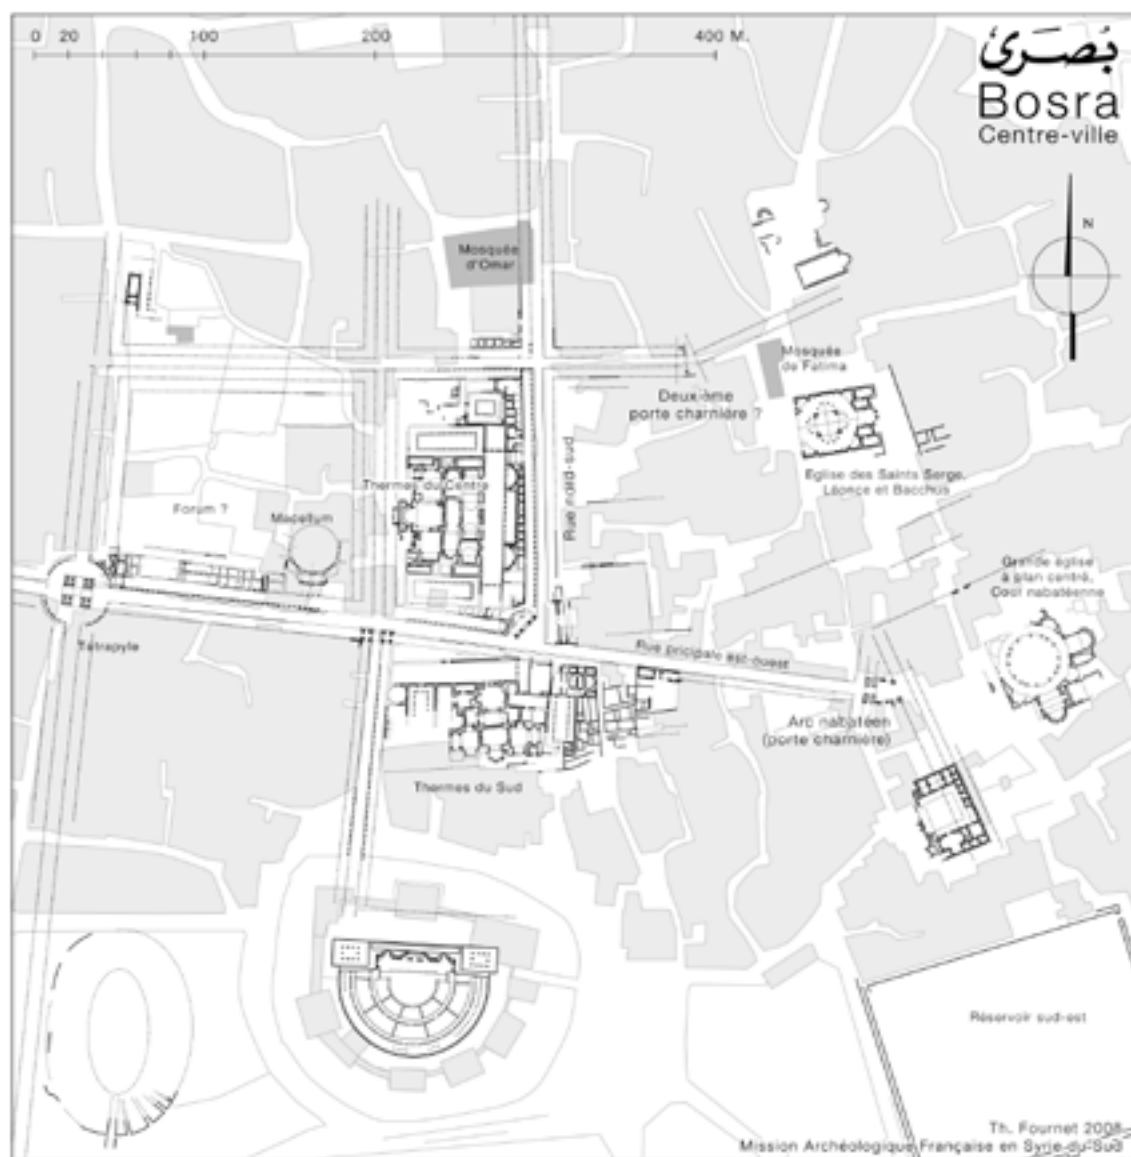 0 20 100 200 400 M.
بُصرَىٰ
Bosra
Centre-ville
N
Mosquée
d'Omar
Mosquée
de Fatima
Deuxième
porte charnière ?
Rue nord-sud
Eglise des Saints Serge,
Léonce et Bacchus
Thermes du Centre
Forum ?
Macellum
Grande église
à plan centré,
Cour nabatéenne
Tétrapyle
Rue pricipale est-ouest
Arc nabatéen
(porte charnière)
Thermes du Sud
Réservoir sud-est
Th. Fournet 2008
Mission Archéologique Française en Syrie-du-Sud